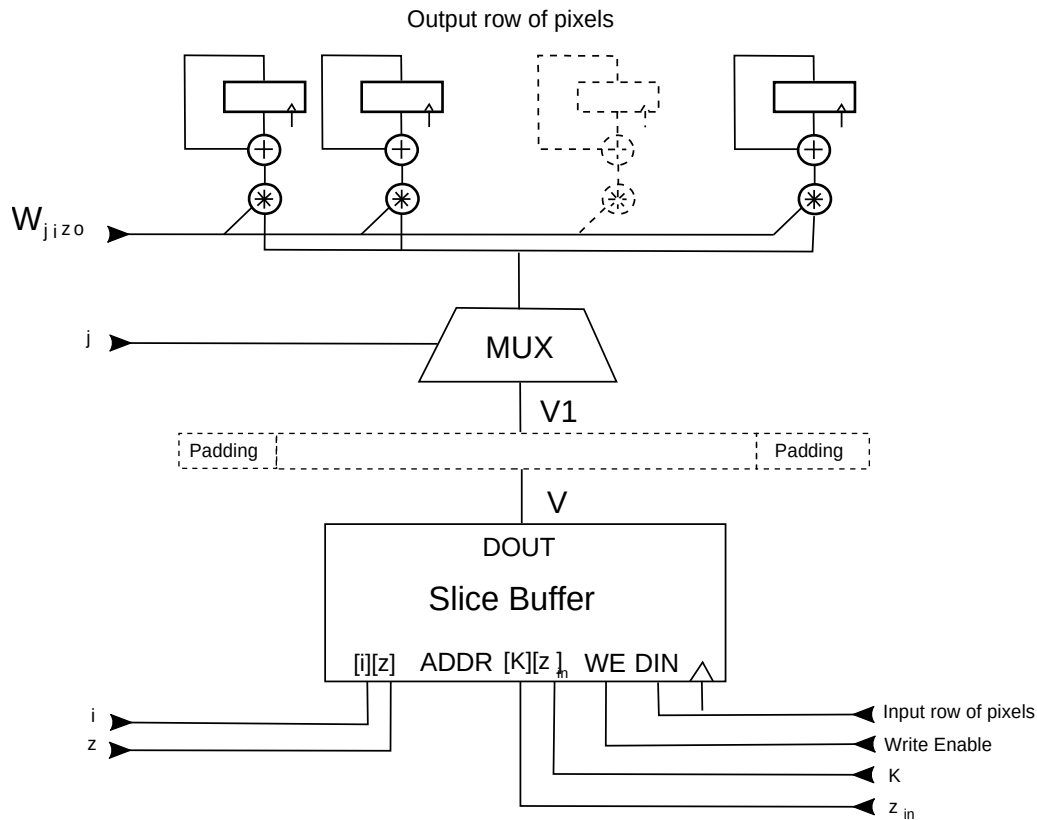 Output row of pixels
W j i z o
j
MUX
V1
Padding
Padding
V
DOUT
Slice Buffer
[i][z] ADDR [K][z in] WE DIN
i
z
Input row of pixels
Write Enable
K
z in